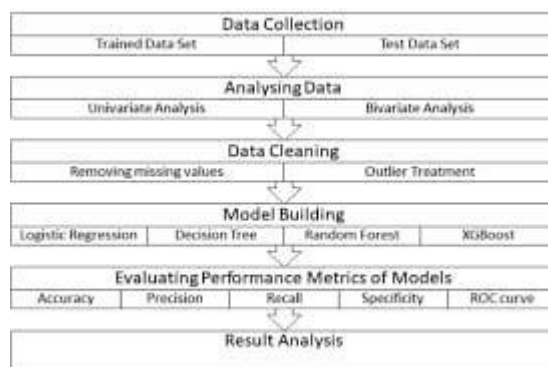 Data Collection
Trained Data Set Test Data Set
Analysing Data
Univariate Analysis Bivariate Analysis
Data Cleaning
Removing missing values Outlier Treatment
Model Building
Logistic Regression Decision Tree Random Forest XGBoost
Evaluating Performance Metrics of Models
Accuracy Precision Recall Specificity ROC curve
Result Analysis